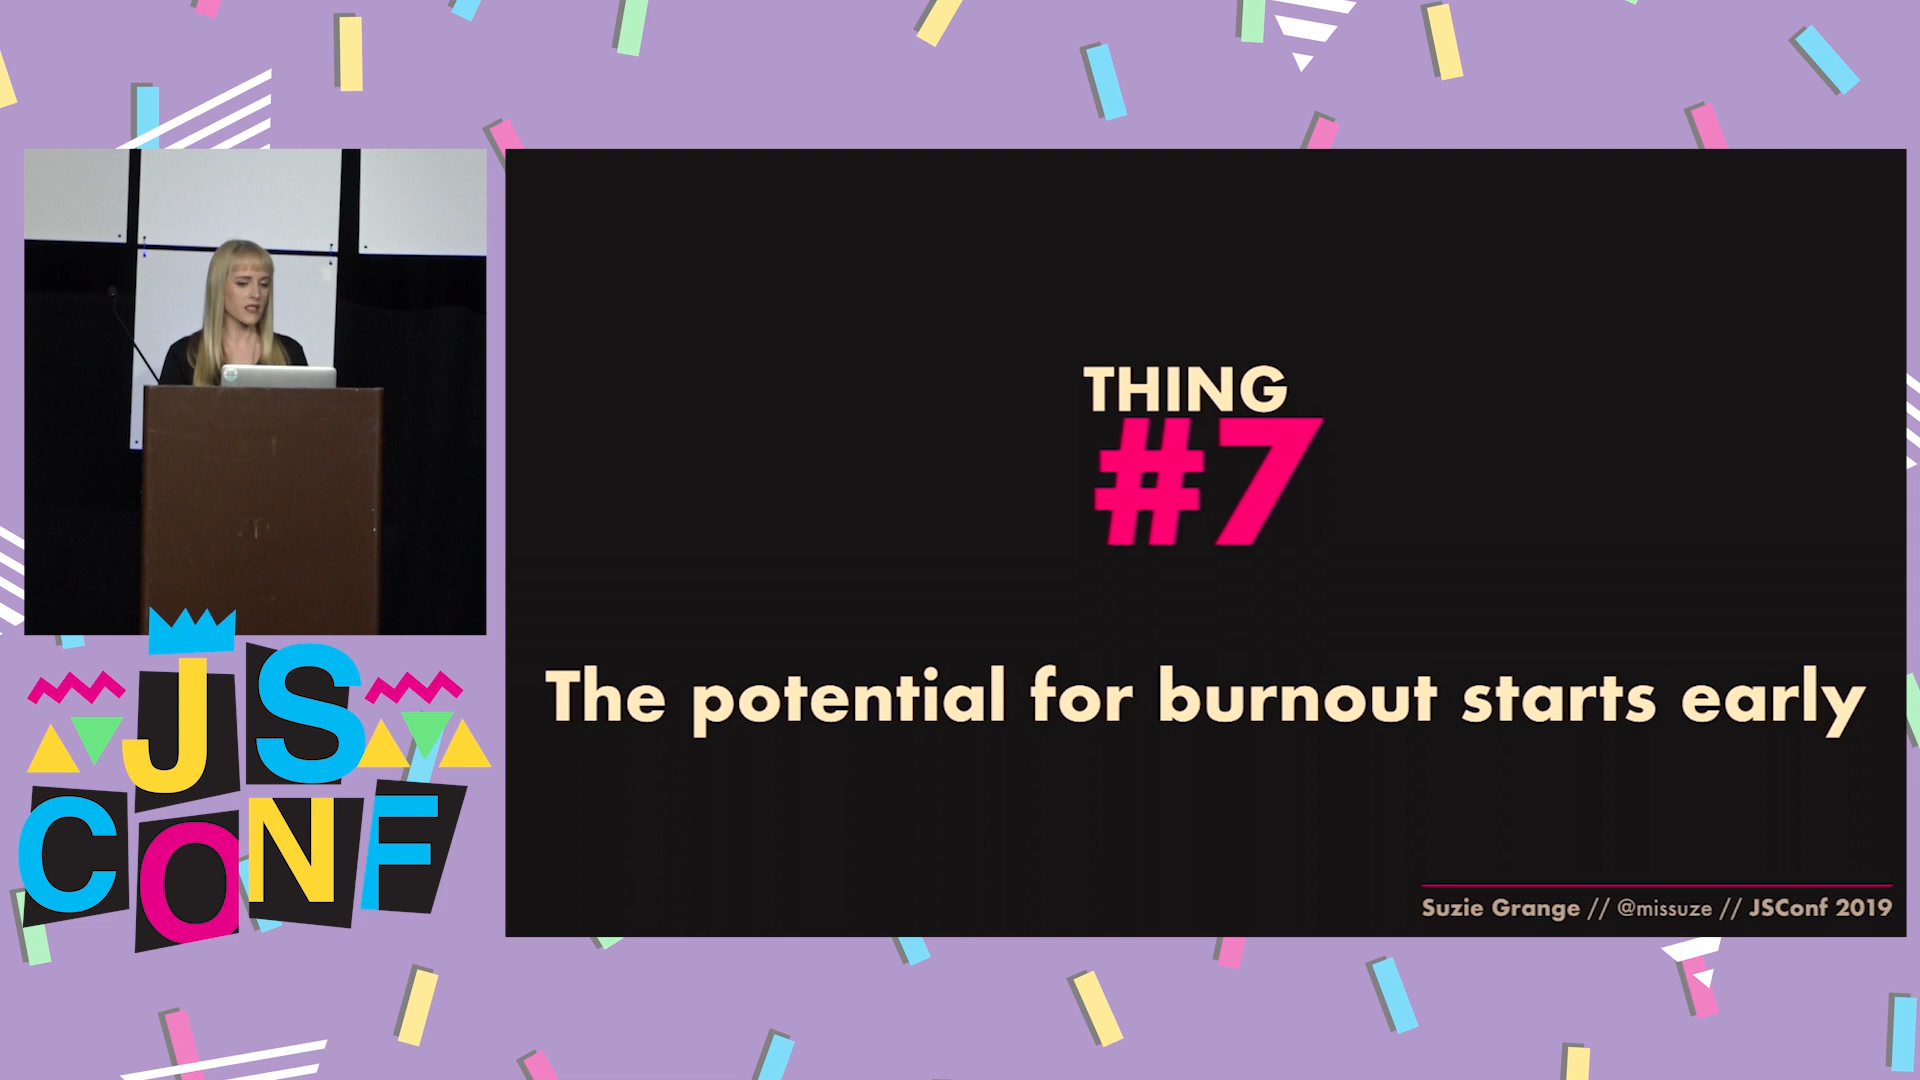 THING
#7
The potential for burnout starts early
Suzie Grange // @missuze // JSConf 2019
JS
CONF